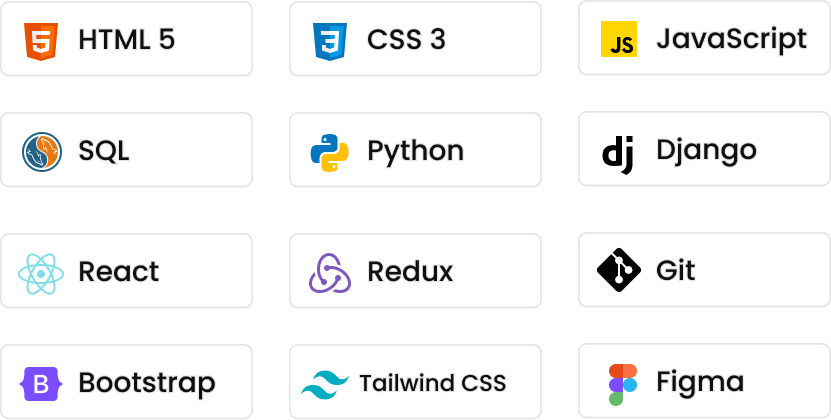 HTML 5
CSS 3
JS
JavaScript
SQL
Python
dj
Django
React
Redux
Git
B
Bootstrap
Tailwind CSS
Figma